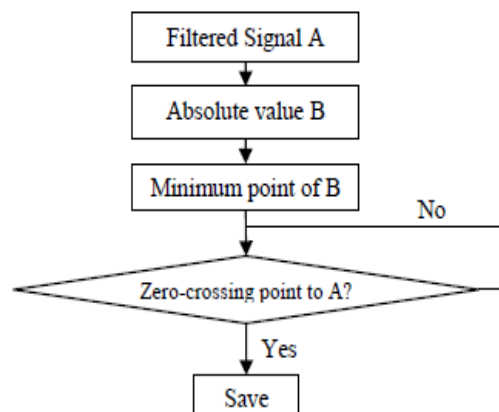 Filtered Signal A
Absolute value B
Minimum point of B
No
Zero-crossing point to A?
Yes
Save